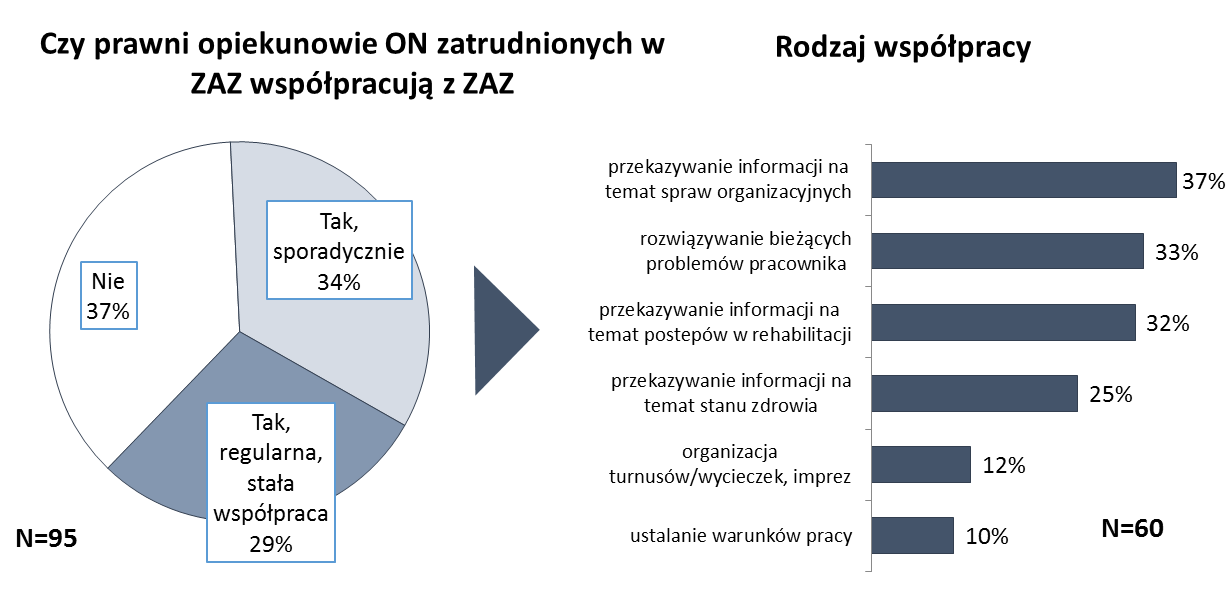 Czy prawni opiekunowie ON zatrudnionych w
ZAZ współpracują z ZAZ
Tak,
sporadycznie
34%
Nie
37%
Tak,
regularna,
stała
współpraca
29%
N=95
Rodzaj współpracy
przekazywanie informacji na
temat spraw organizacyjnych
37%
rozwiązywanie bieżących
problemów pracownika
33%
przekazywanie informacji na
temat postepów w rehabilitacji
32%
przekazywanie informacji na
temat stanu zdrowia
25%
organizacja
turnusów/wycieczek, imprez
12%
ustalanie warunków pracy
10%
N=60